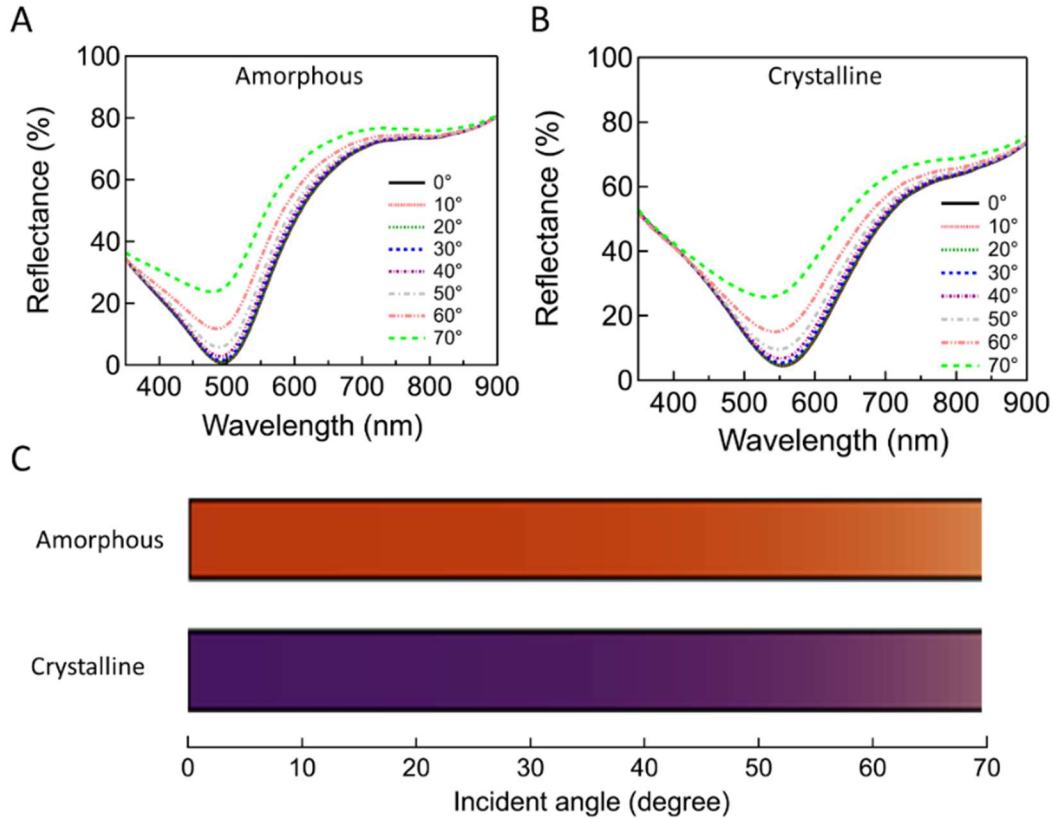 A
Amorphous
Reflectance (%)
100
80
60
40
20
0
0°
10°
20°
30°
40°
50°
60°
70°
400 500 600 700 800 900
Wavelength (nm)
B
Crystalline
Reflectance (%)
100
80
60
40
20
0
0°
10°
20°
30°
40°
50°
60°
70°
400 500 600 700 800 900
Wavelength (nm)
C
Amorphous
Crystalline
0 10 20 30 40 50 60 70
Incident angle (degree)